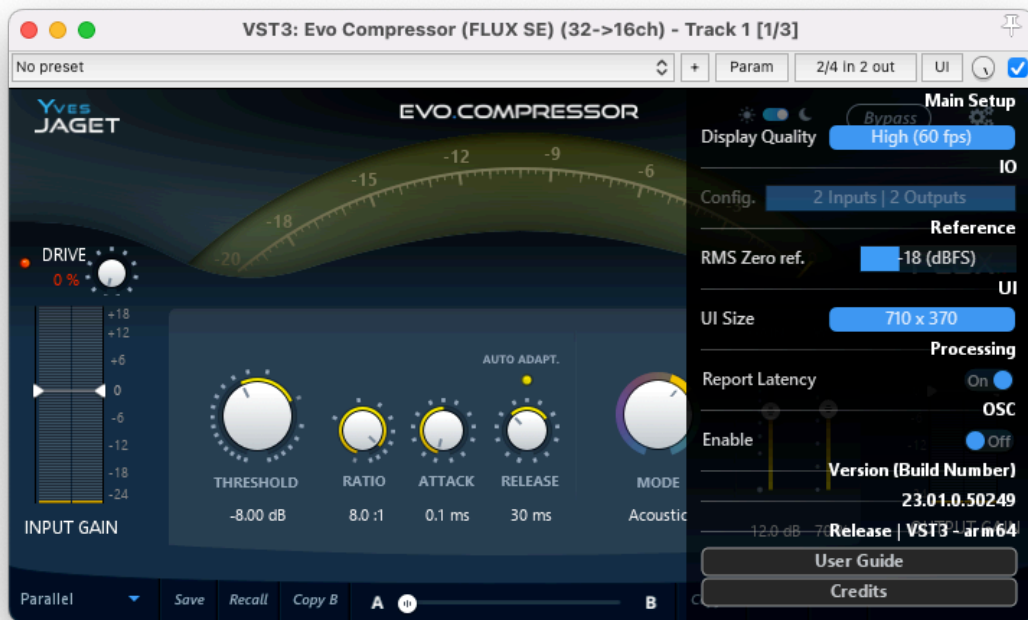 VST3: Evo Compressor (FLUX SE) (32->16ch) - Track 1 [1/3]
No preset
+
Param
2/4 in 2 out
UI
YVES
JAGET
EVO.COMPRESSOR
Bypass
-20
-18
-15
-12
-9
-6
DRIVE
0 %
+18
+12
+6
0
-6
-12
-18
-24
INPUT GAIN
AUTO ADAPT.
THRESHOLD
RATIO
ATTACK
RELEASE
MODE
-8.00 dB
8.0 :1
0.1 ms
30 ms
Acoustic
Main Setup
Display Quality
High (60 fps)
IO
Config.
2 Inputs | 2 Outputs
Reference
RMS Zero ref.
-18 (dBFS)
UI
UI Size
710 x 370
Processing
Report Latency
On
OSC
Enable
Off
Version (Build Number)
23.01.0.50249
12.0 dB
Release | VST3 - arm64
User Guide
Credits
Parallel
Save
Recall
Copy B
A
B